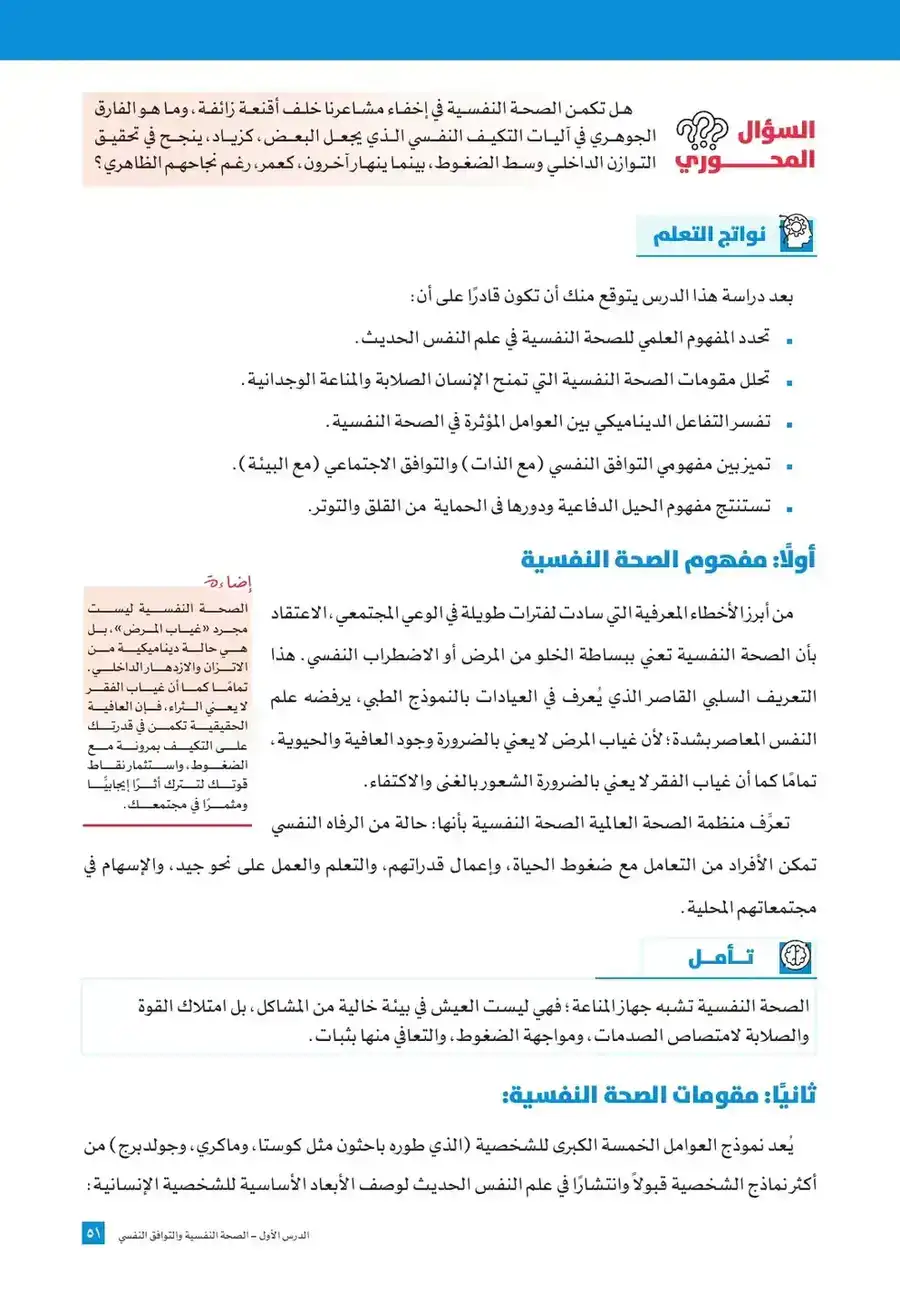 السؤال
المحــــوري
هل تكمن الصحة النفسية في إخفاء مشاعرنا خلف أقنعة زائفة، وما هو الفارق
الجوهري في آليات التكيف النفسي الذي يجعل البعض، كزياد، ينجح في تحقيق
التوازن الداخلي وسط الضغوط، بينما ينهار آخرون، كعمر، رغم نجاحهم الظاهري؟
نواتج التعلم
بعد دراسة هذا الدرس يتوقع منك أن تكون قادرًا على أن:
▪ تحدد المفهوم العلمي للصحة النفسية في علم النفس الحديث.
▪ تحلل مقومات الصحة النفسية التي تمنح الإنسان الصلابة والمناعة الوجدانية.
▪ تفسر التفاعل الديناميكي بين العوامل المؤثرة في الصحة النفسية.
▪ تميز بين مفهومي التوافق النفسي (مع الذات) والتوافق الاجتماعي (مع البيئة).
▪ تستنتج مفهوم الحيل الدفاعية ودورها فى الحماية من القلق والتوتر.
أولًا: مفهوم الصحة النفسية
من أبرز الأخطاء المعرفية التي سادت لفترات طويلة في الوعي المجتمعي، الاعتقاد
بأن الصحة النفسية تعني ببساطة الخلو من المرض أو الاضطراب النفسي. هذا
التعريف السلبي القاصر الذي يُعرف في العيادات بالنموذج الطبي، يرفضه علم
النفس المعاصر بشدة؛ لأن غياب المرض لا يعني بالضرورة وجود العافية والحيوية،
تمامًا كما أن غياب الفقر لا يعني بالضرورة الشعور بالغنى والاكتفاء.
تعرِّف منظمة الصحة العالمية الصحة النفسية بأنها: حالة من الرفاه النفسي
تمكن الأفراد من التعامل مع ضغوط الحياة، وإعمال قدراتهم، والتعلم والعمل على نحو جيد، والإسهام في
مجتمعاتهم المحلية.
إضاءة
الصحة النفسية ليست
مجرد «غياب المرض»، بل
هي حالة ديناميكية من
الاتزان والازدهار الداخلي.
تمامًا كما أن غياب الفقر
لا يعني الثراء، فإن العافية
الحقيقية تكمن في قدرتك
على التكيف بمرونة مع
الضغوط، واستثمار نقاط
قوتك لتترك أثرًا إيجابيًّا
ومثمرًا في مجتمعك.
تــأمــل
الصحة النفسية تشبه جهاز المناعة؛ فهي ليست العيش في بيئة خالية من المشاكل، بل امتلاك القوة
والصلابة لامتصاص الصدمات، ومواجهة الضغوط، والتعافي منها بثبات.
ثانيًا: مقومات الصحة النفسية:
يُعد نموذج العوامل الخمسة الكبرى للشخصية (الذي طوره باحثون مثل كوستا، وماكري، وجولدبرج) من
أكثر نماذج الشخصية قبولًا وانتشارًا في علم النفس الحديث لوصف الأبعاد الأساسية للشخصية الإنسانية:
الدرس الأول – الصحة النفسية والتوافق النفسي
٥١